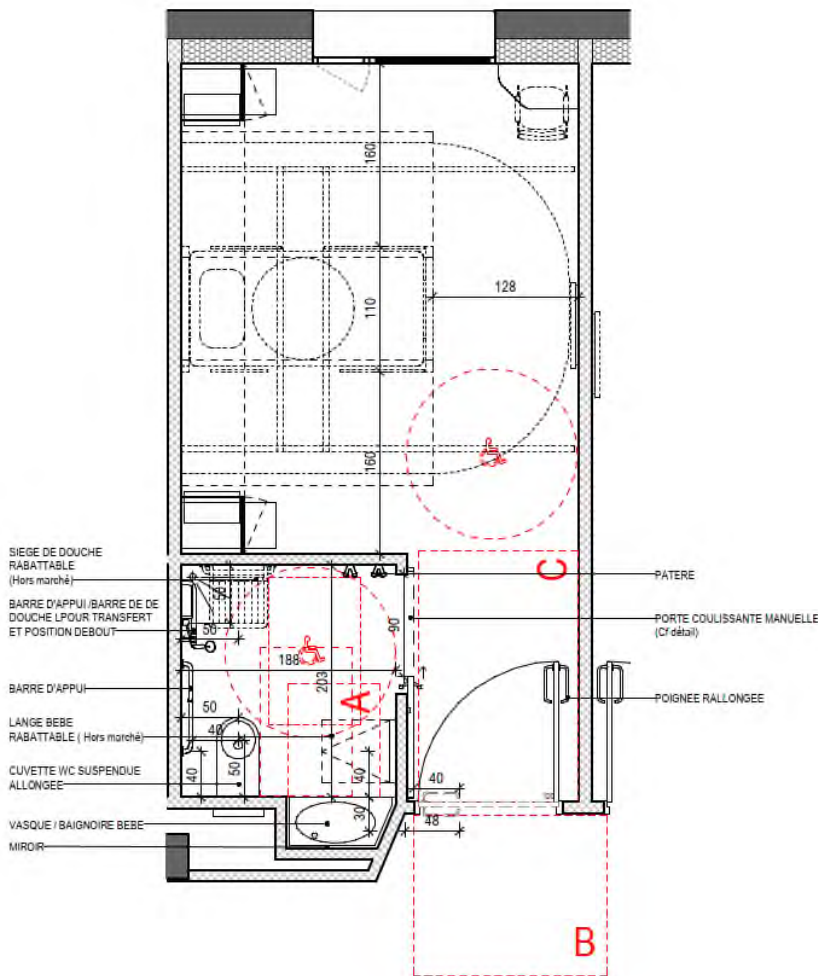 160
128
110
160
C
SIEGE DE DOUCHE
RABATTABLE
(Hors marché)
BARRE D'APPUI /BARRE DE DE
DOUCHE LPOUR TRANSFERT
ET POSITION DEBOUT
BARRE D'APPUI
LANGE BEBE
RABATTABLE ( Hors marché)
CUVETTE WC SUSPENDUE
ALLONGEE
VASQUE / BAIGNOIRE BEBE
MIROIR
50
50
188
203
90
A
50
40
40
50
40
30
40
48
PATERE
PORTE COULISSANTE MANUELLE
(Cf détail)
POIGNEE RALLONGEE
B